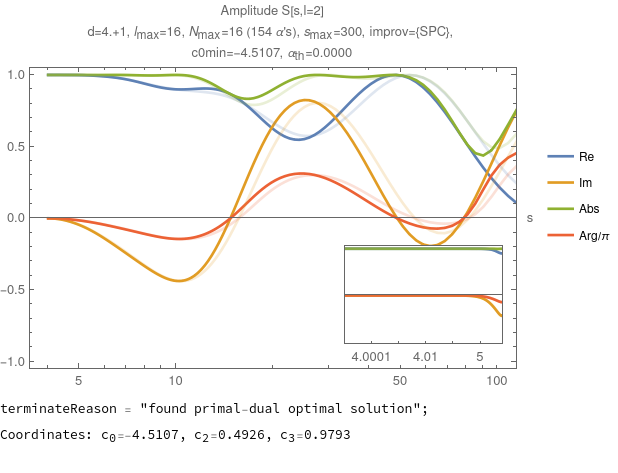 Amplitude S[s,l=2]
d=4.+1, lmax=16, Nmax=16 (154 α's), smax=300, improv={SPC},
c0min=-4.5107, αth=0.0000
1.0
0.5
0.0
-0.5
-1.0
5
10
50
100
s
4.0001
4.01
5
Re
Im
Abs
Arg/π
terminateReason = "found primal-dual optimal solution";
Coordinates: c0=-4.5107, c2=0.4926, c3=0.9793